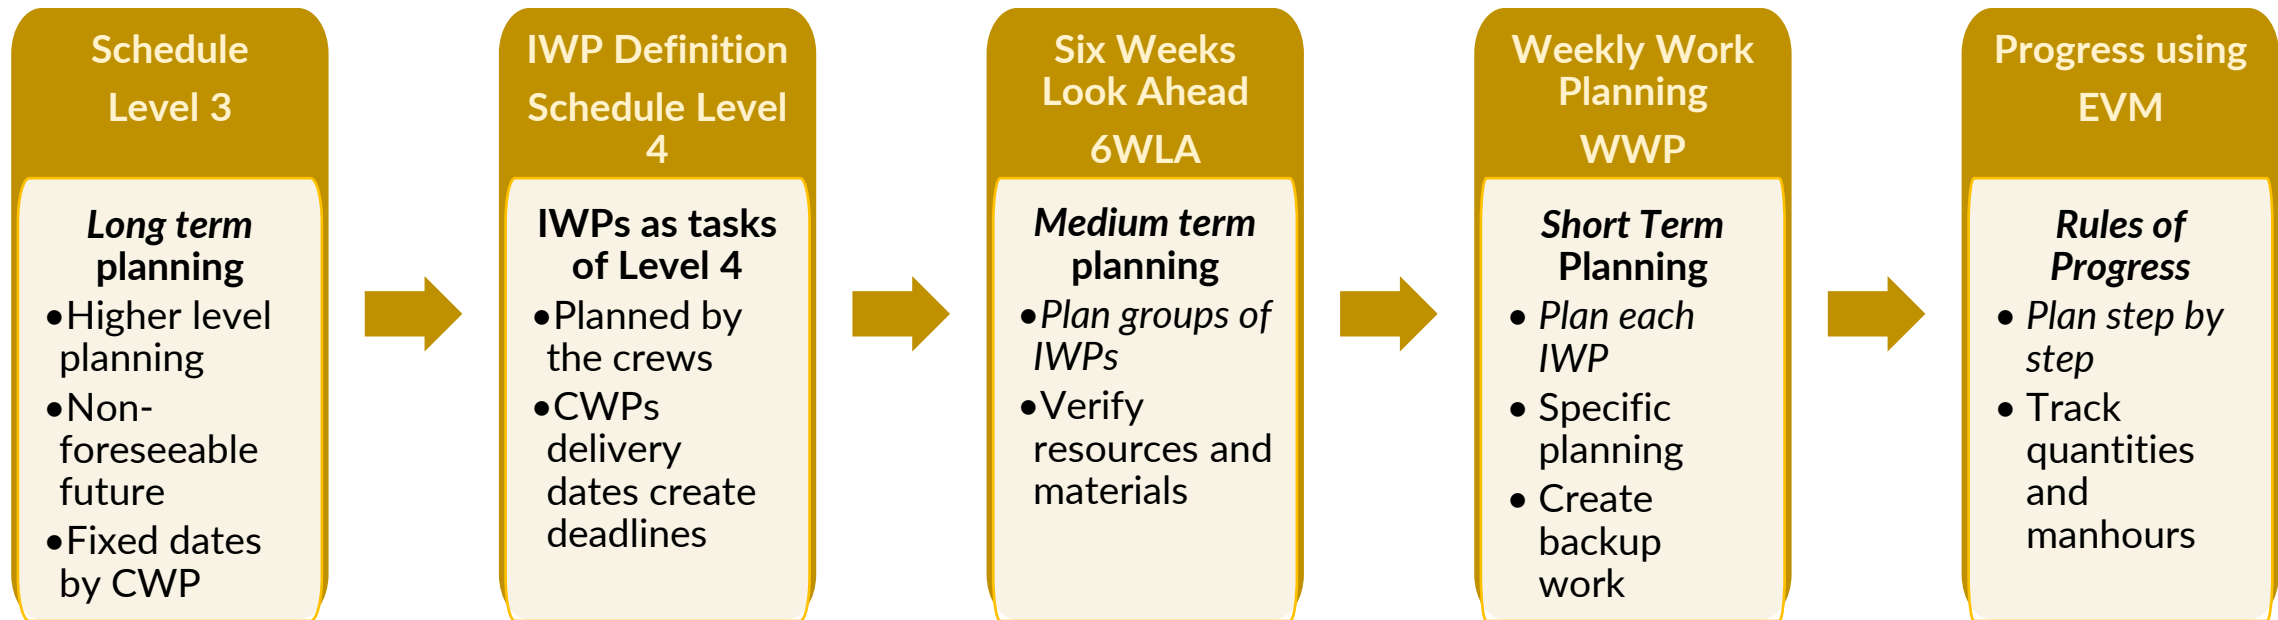 Schedule
Level 3
Long term
planning
•Higher level
planning
•Non-
foreseeable
future
•Fixed dates
by CWP
IWP Definition
Schedule Level
4
IWPs as tasks
of Level 4
•Planned by
the crews
•CWPs
delivery
dates create
deadlines
Six Weeks
Look Ahead
6WLA
Medium term
planning
•Plan groups of
IWPs
•Verify
resources and
materials
Weekly Work
Planning
WWP
Short Term
Planning
• Plan each
IWP
• Specific
planning
• Create
backup
work
Progress using
EVM
Rules of
Progress
• Plan step by
step
• Track
quantities
and
manhours